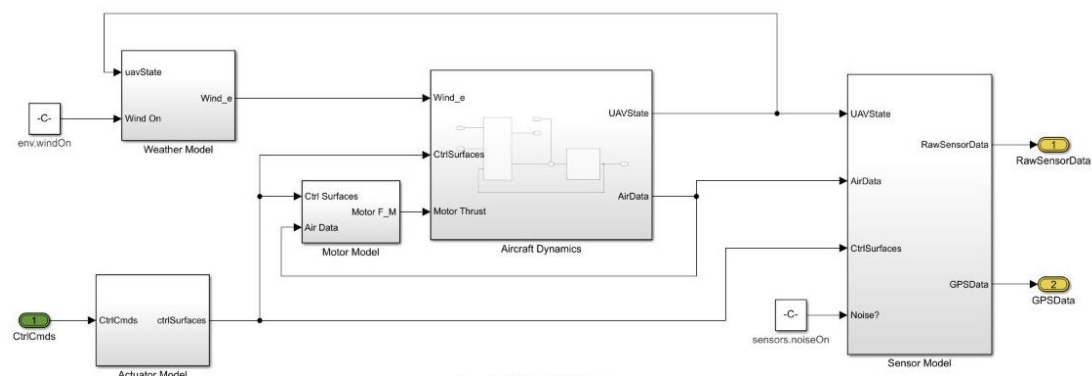 uavState
Wind_e
Wind On
Weather Model
-C-
env.windOn
Wind_e
UAVState
CtrlSurfaces
AirData
Motor Thrust
Aircraft Dynamics
Ctrl Surfaces
Motor F_M
Air Data
Motor Model
CtrlCmds
ctrlSurfaces
Actuator Model
1
CtrlCmds
UAVState
RawSensorData
AirData
CtrlSurfaces
GPSData
Noise?
Sensor Model
-C-
sensors.noiseOn
1
RawSensorData
2
GPSData